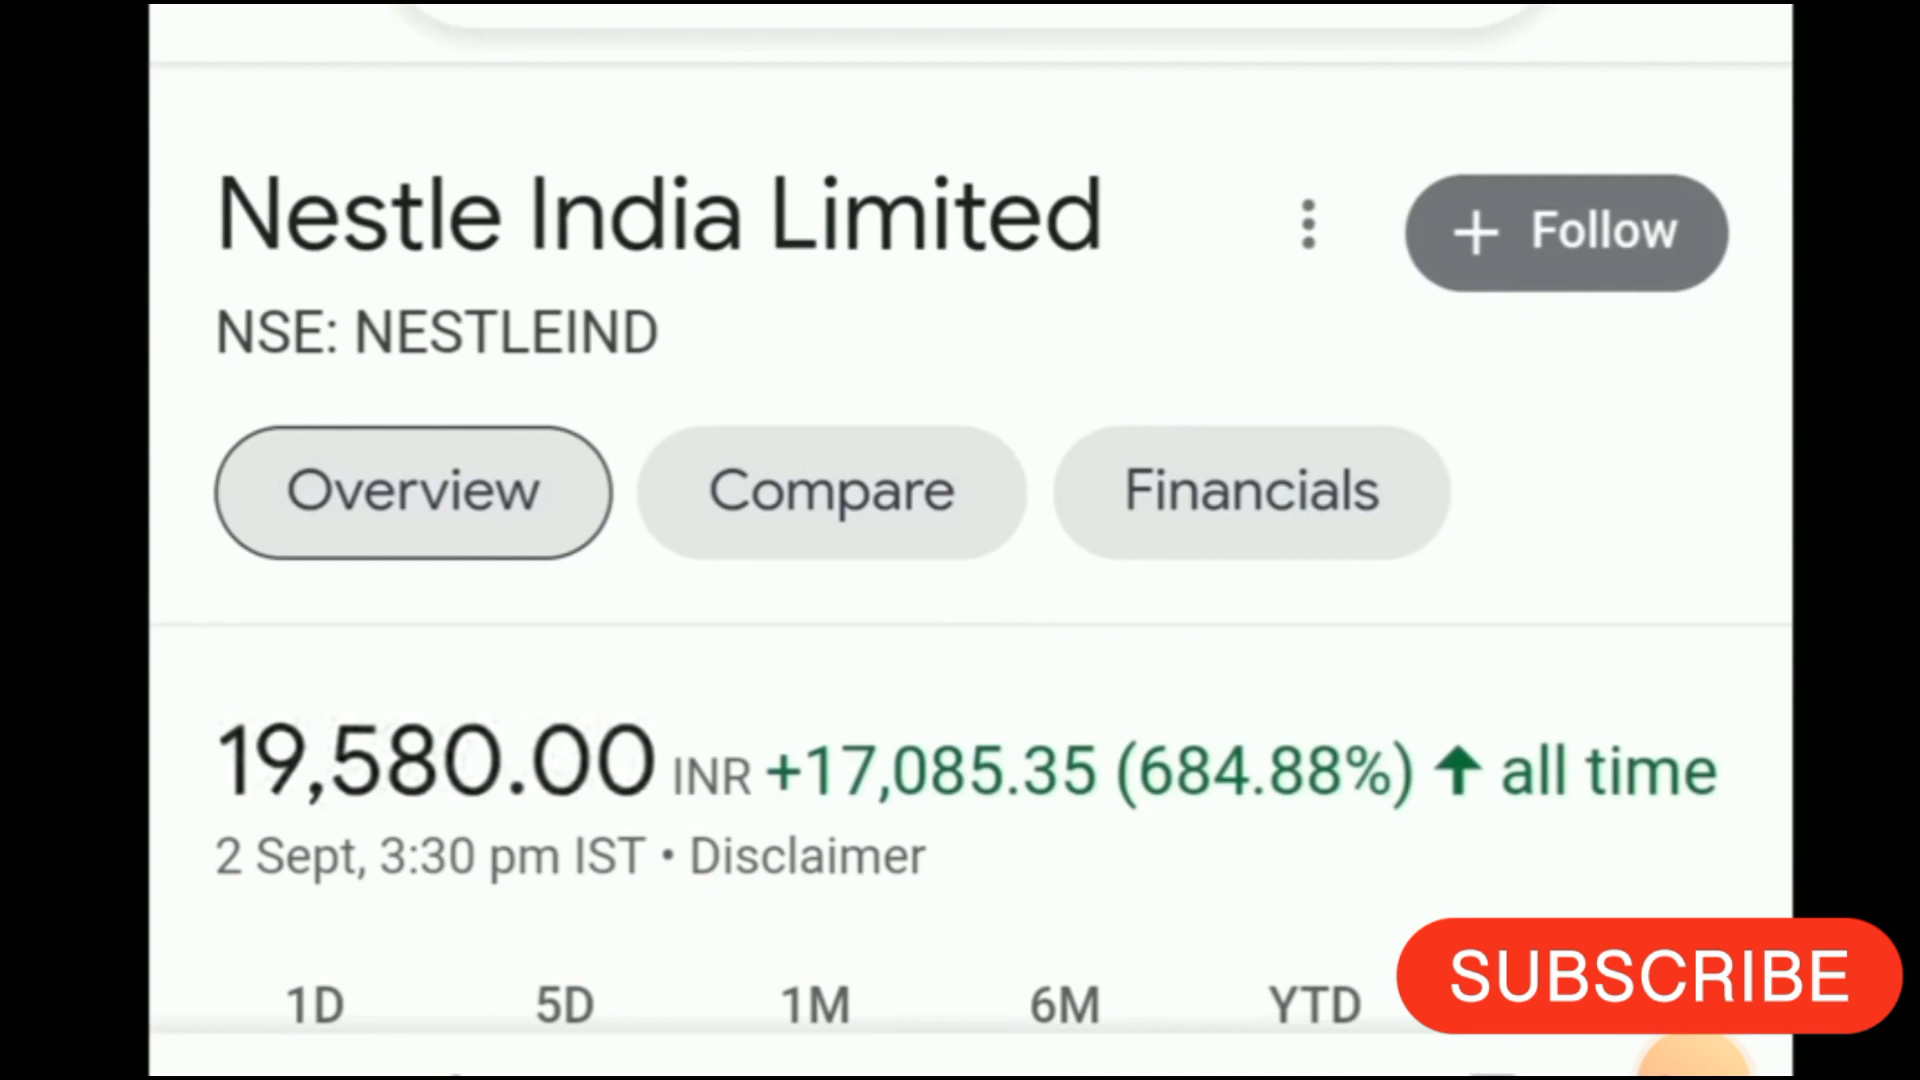 Nestle India Limited
+ Follow
NSE: NESTLEIND
Overview Compare Financials
19,580.00 INR +17,085.35 (684.88%) ↑ all time
2 Sept, 3:30 pm IST • Disclaimer
1D 5D 1M 6M YTD
SUBSCRIBE